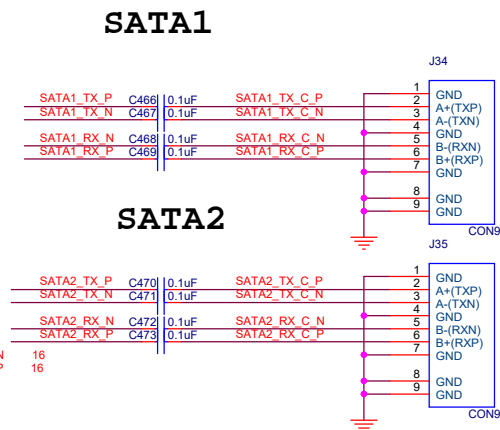 SATA1
J34
1 GND
SATA1_TX_P C466 0.1uF SATA1_TX_C_P 2 A+(TXP)
SATA1_TX_N C467 0.1uF SATA1_TX_C_N 3 A-(TXN)
4 GND
SATA1_RX_N C468 0.1uF SATA1_RX_C_N 5 B-(RXN)
SATA1_RX_P C469 0.1uF SATA1_RX_C_P 6 B+(RXP)
7 GND
8 GND
9 GND
CON9
SATA2
J35
1 GND
SATA2_TX_P C470 0.1uF SATA2_TX_C_P 2 A+(TXP)
SATA2_TX_N C471 0.1uF SATA2_TX_C_N 3 A-(TXN)
4 GND
SATA2_RX_N C472 0.1uF SATA2_RX_C_N 5 B-(RXN)
SATA2_RX_P C473 0.1uF SATA2_RX_C_P 6 B+(RXP)
7 GND
N 16
16
8 GND
9 GND
CON9